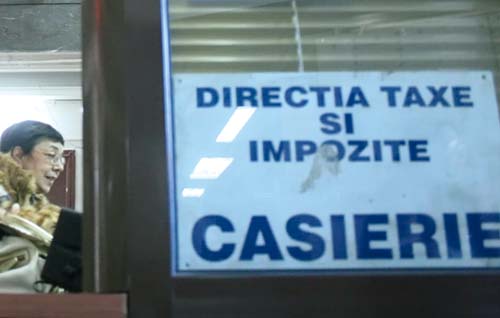 DIRECTIA TAXE
SI
IMPOZITE
CASIERIE